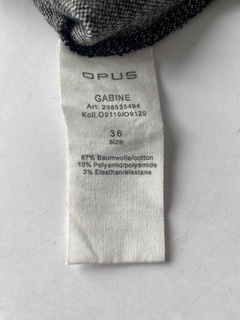 OPUS
GABINE
Art: 236535494
Koll.O9110/O9120
36
size
87% Baumwolle/cotton
10% Polyamid/polyamide
3% Elasthan/elastane